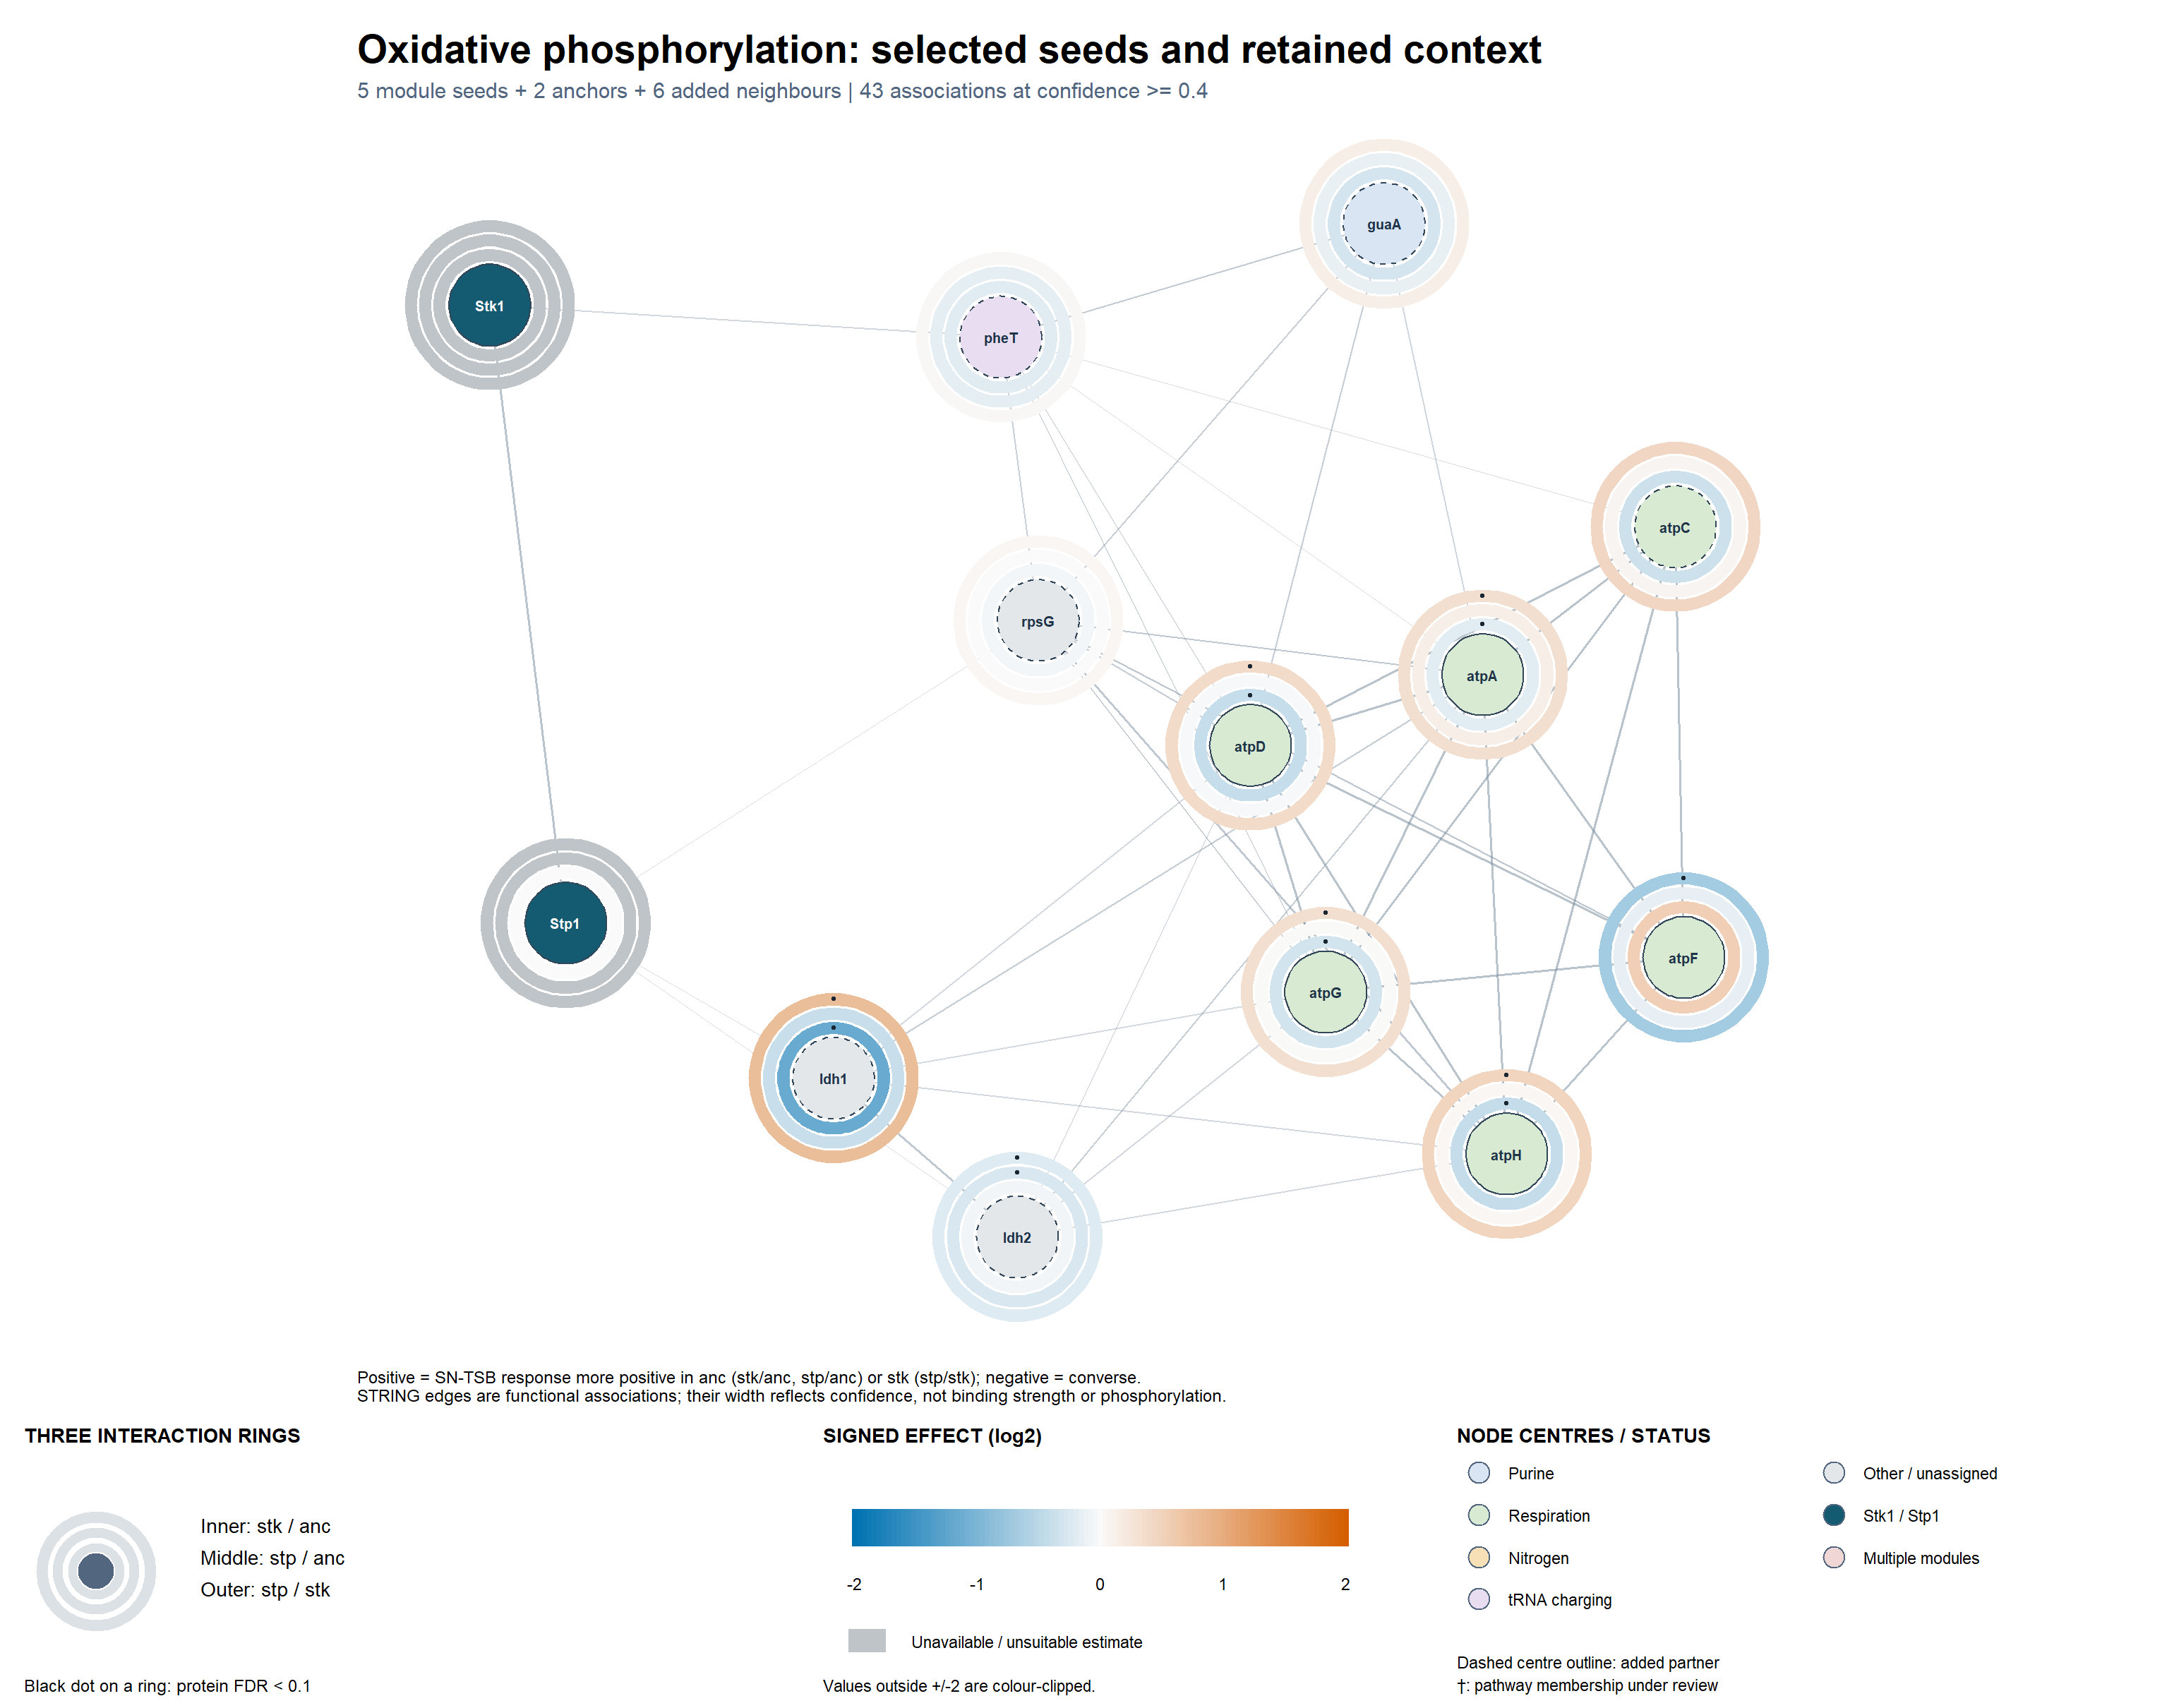 Oxidative phosphorylation: selected seeds and retained context
5 module seeds + 2 anchors + 6 added neighbours | 43 associations at confidence >= 0.4
guaA
Stk1
pheT
atpC
rpsG
atpA
atpD
Stp1
atpF
atpG
ldh1
atpH
ldh2
Positive = SN-TSB response more positive in anc (stk/anc, stp/anc) or stk (stp/stk); negative = converse.
STRING edges are functional associations; their width reflects confidence, not binding strength or phosphorylation.
THREE INTERACTION RINGS
Inner: stk / anc
Middle: stp / anc
Outer: stp / stk
Black dot on a ring: protein FDR < 0.1
SIGNED EFFECT (log2)
-2 -1 0 1 2
Unavailable / unsuitable estimate
Values outside +/-2 are colour-clipped.
NODE CENTRES / STATUS
Purine
Respiration
Nitrogen
tRNA charging
Other / unassigned
Stk1 / Stp1
Multiple modules
Dashed centre outline: added partner
†: pathway membership under review